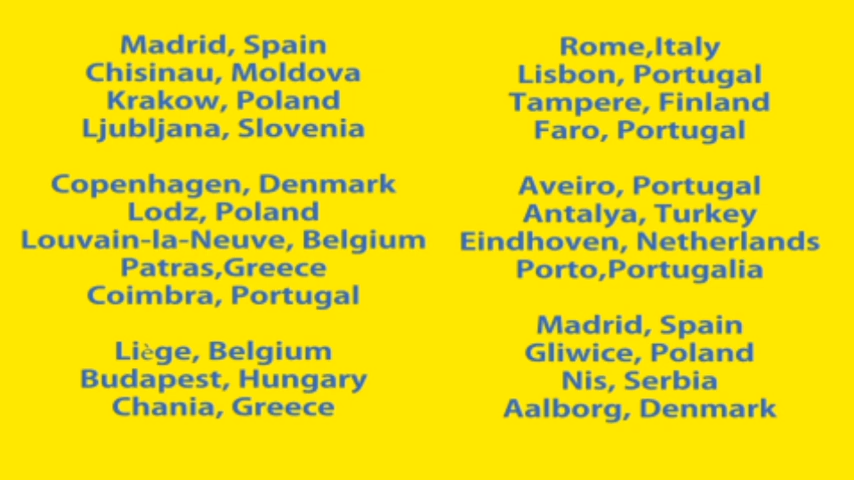 Madrid, Spain
Chisinau, Moldova
Krakow, Poland
Ljubljana, Slovenia
Copenhagen, Denmark
Lodz, Poland
Louvain-la-Neuve, Belgium
Patras,Greece
Coimbra, Portugal
Liège, Belgium
Budapest, Hungary
Chania, Greece
Rome,Italy
Lisbon, Portugal
Tampere, Finland
Faro, Portugal
Aveiro, Portugal
Antalya, Turkey
Eindhoven, Netherlands
Porto,Portugalia
Madrid, Spain
Gliwice, Poland
Nis, Serbia
Aalborg, Denmark